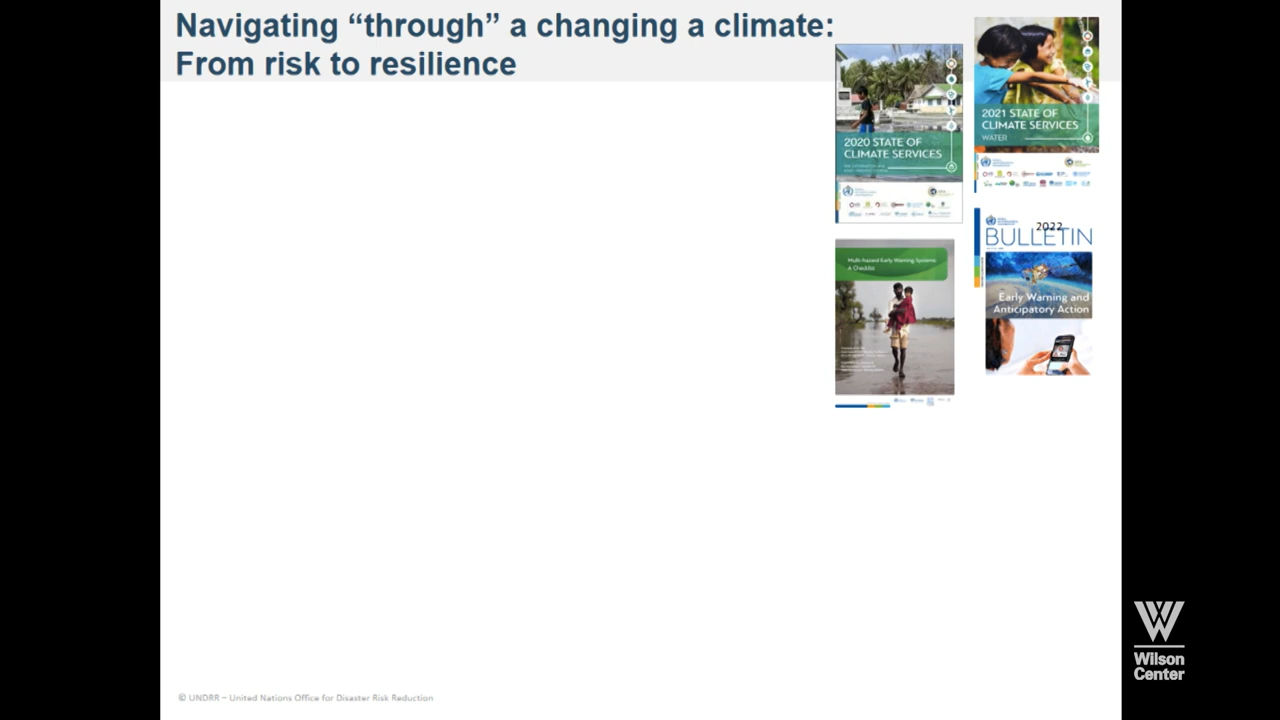 Navigating “through” a changing a climate:
From risk to resilience
2020 STATE OF
CLIMATE SERVICES
2021 STATE OF
CLIMATE SERVICES
WATER
Multi-hazard Early Warning Systems:
A Checklist
2022
BULLETIN
Early Warning and
Anticipatory Action
© UNDRR – United Nations Office for Disaster Risk Reduction
Wilson
Center